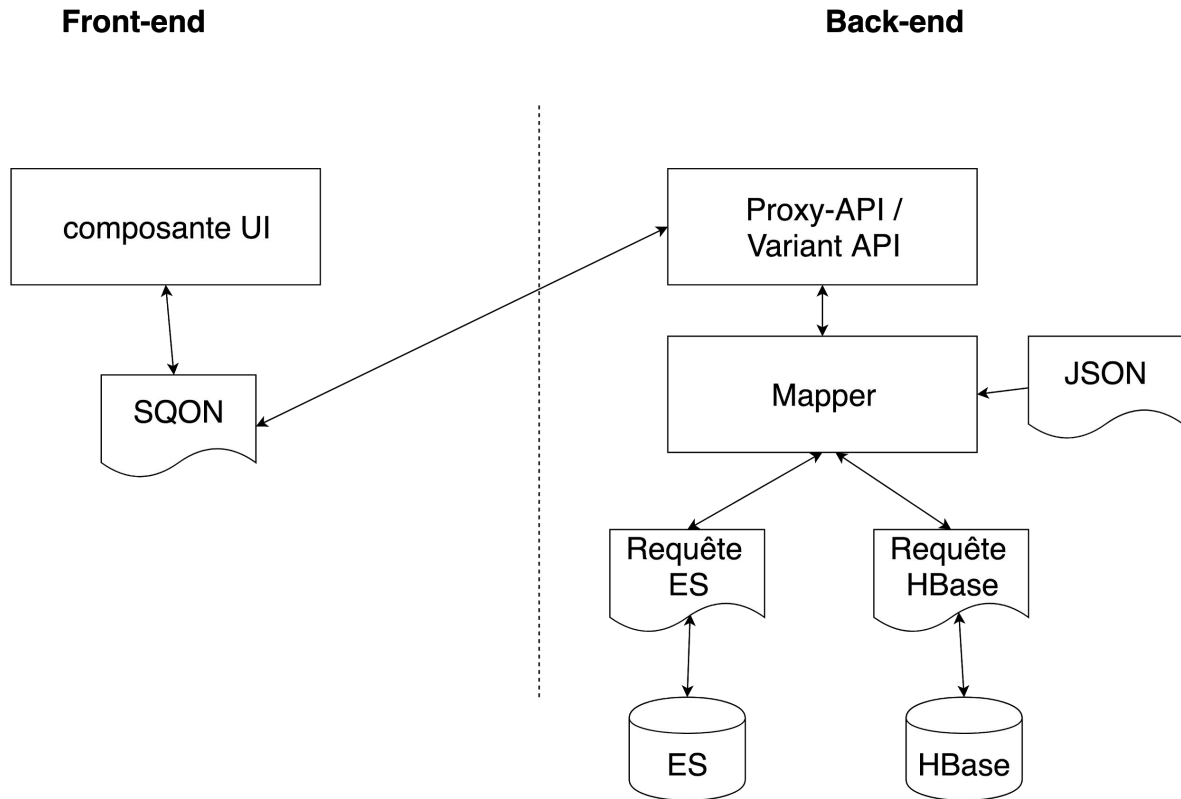 Front-end
Back-end
composante UI
Proxy-API /
Variant API
SQON
Mapper
JSON
Requête
ES
Requête
HBase
ES
HBase